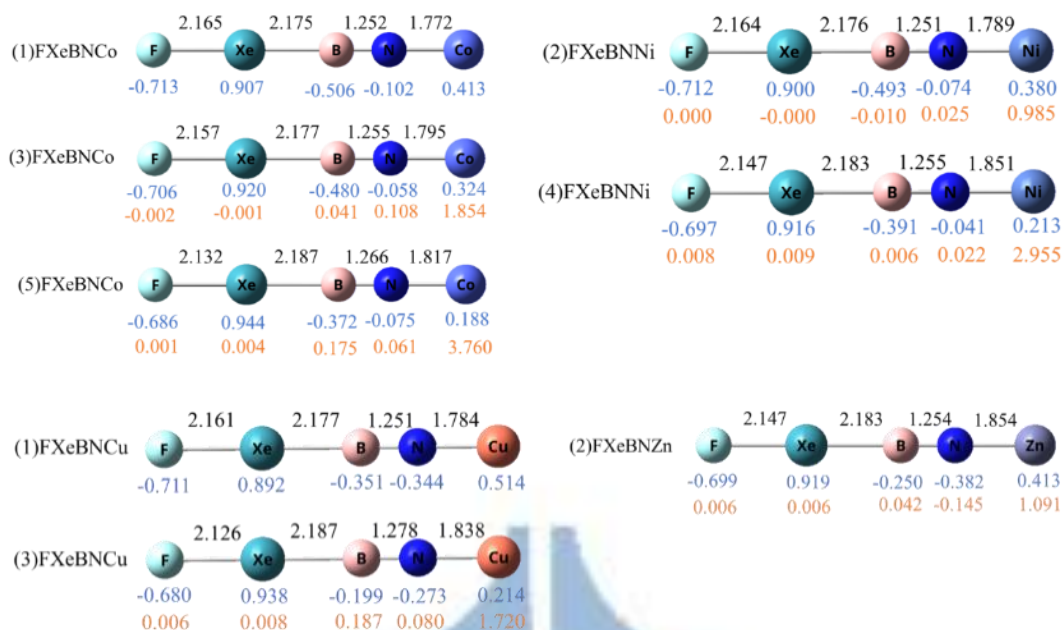 2.165 2.175 1.252 1.772
(1)FXeBNCo F Xe B N Co
-0.713 0.907 -0.506 -0.102 0.413
2.164 2.176 1.251 1.789
(2)FXeBNNi F Xe B N Ni
-0.712 0.900 -0.493 -0.074 0.380
0.000 -0.000 -0.010 0.025 0.985
2.157 2.177 1.255 1.795
(3)FXeBNCo F Xe B N Co
-0.706 0.920 -0.480 -0.058 0.324
-0.002 -0.001 0.041 0.108 1.854
2.147 2.183 1.255 1.851
(4)FXeBNNi F Xe B N Ni
-0.697 0.916 -0.391 -0.041 0.213
0.008 0.009 0.006 0.022 2.955
2.132 2.187 1.266 1.817
(5)FXeBNCo F Xe B N Co
-0.686 0.944 -0.372 -0.075 0.188
0.001 0.004 0.175 0.061 3.760
2.161 2.177 1.251 1.784
(1)FXeBNCu F Xe B N Cu
-0.711 0.892 -0.351 -0.344 0.514
2.147 2.183 1.254 1.854
(2)FXeBNZn F Xe B N Zn
-0.699 0.919 -0.250 -0.382 0.413
0.006 0.006 0.042 -0.145 1.091
2.126 2.187 1.278 1.838
(3)FXeBNCu F Xe B N Cu
-0.680 0.938 -0.199 -0.273 0.214
0.006 0.008 0.187 0.080 1.720